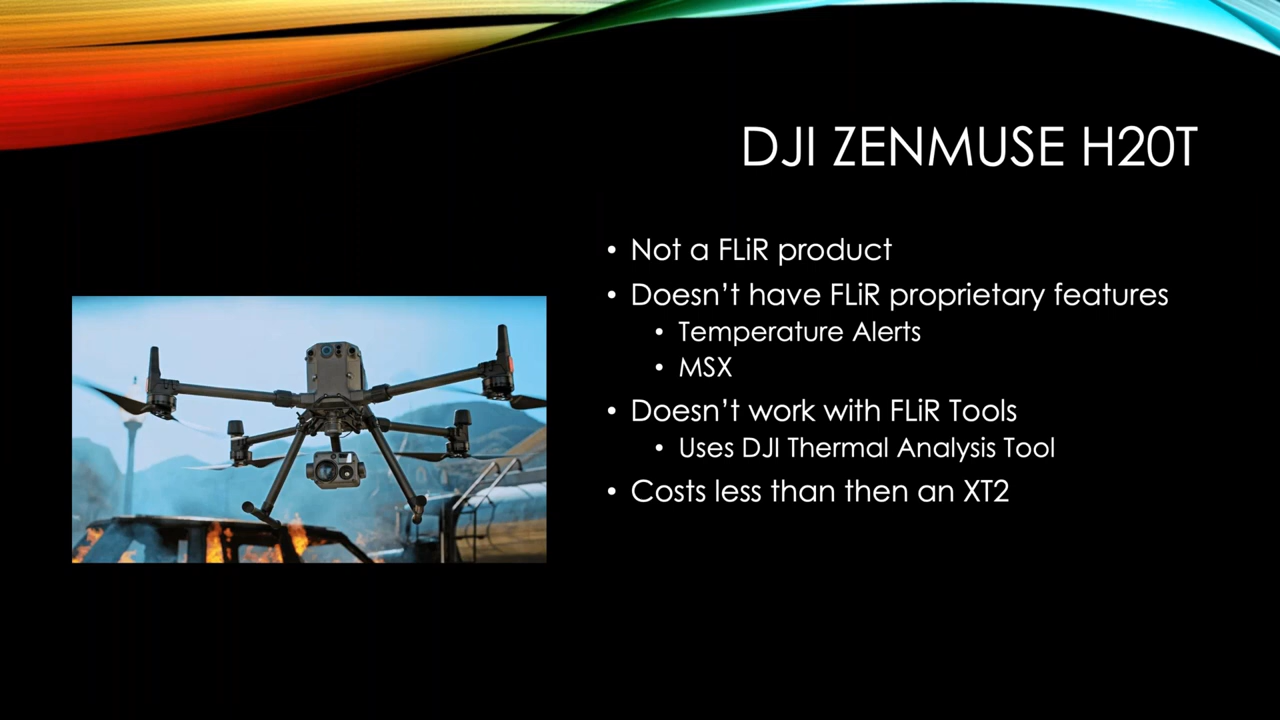 DJI ZENMUSE H20T
• Not a FLiR product
• Doesn’t have FLiR proprietary features
• Temperature Alerts
• MSX
• Doesn’t work with FLiR Tools
• Uses DJI Thermal Analysis Tool
• Costs less than then an XT2